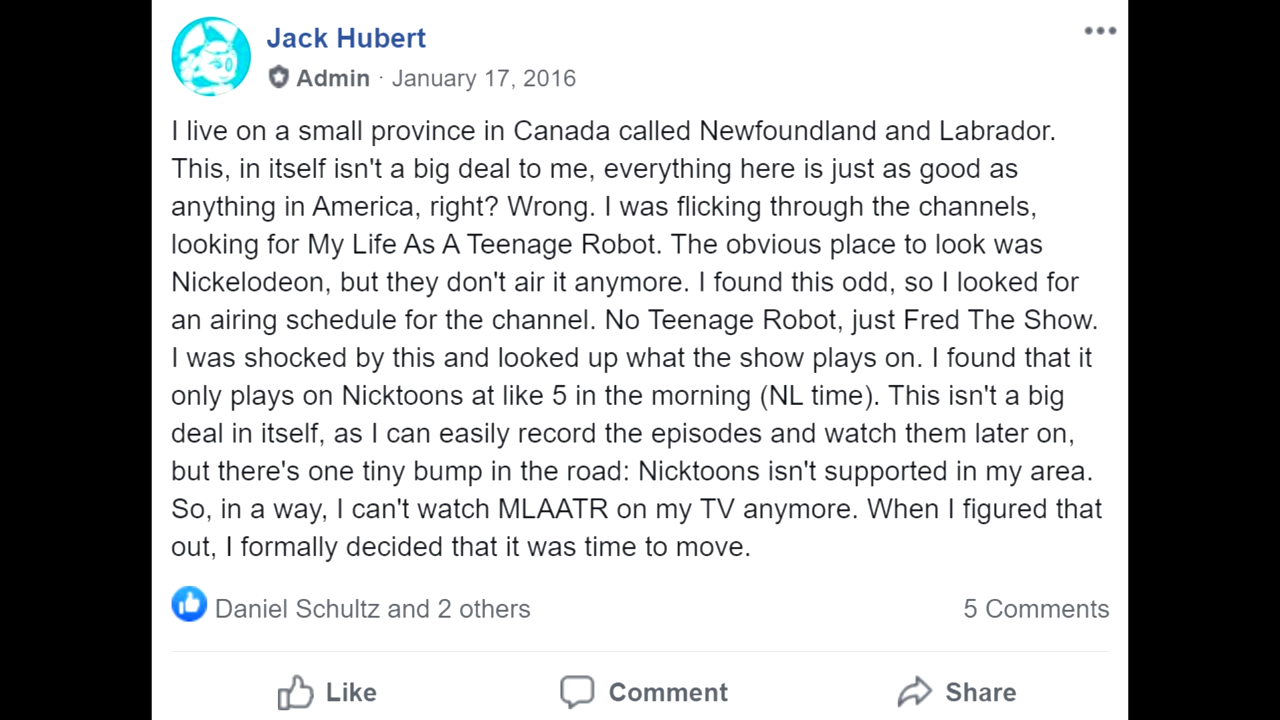 Jack Hubert
Admin · January 17, 2016
I live on a small province in Canada called Newfoundland and Labrador.
This, in itself isn't a big deal to me, everything here is just as good as
anything in America, right? Wrong. I was flicking through the channels,
looking for My Life As A Teenage Robot. The obvious place to look was
Nickelodeon, but they don't air it anymore. I found this odd, so I looked for
an airing schedule for the channel. No Teenage Robot, just Fred The Show.
I was shocked by this and looked up what the show plays on. I found that it
only plays on Nicktoons at like 5 in the morning (NL time). This isn't a big
deal in itself, as I can easily record the episodes and watch them later on,
but there's one tiny bump in the road: Nicktoons isn't supported in my area.
So, in a way, I can't watch MLAATR on my TV anymore. When I figured that
out, I formally decided that it was time to move.
Daniel Schultz and 2 others 5 Comments
Like Comment Share